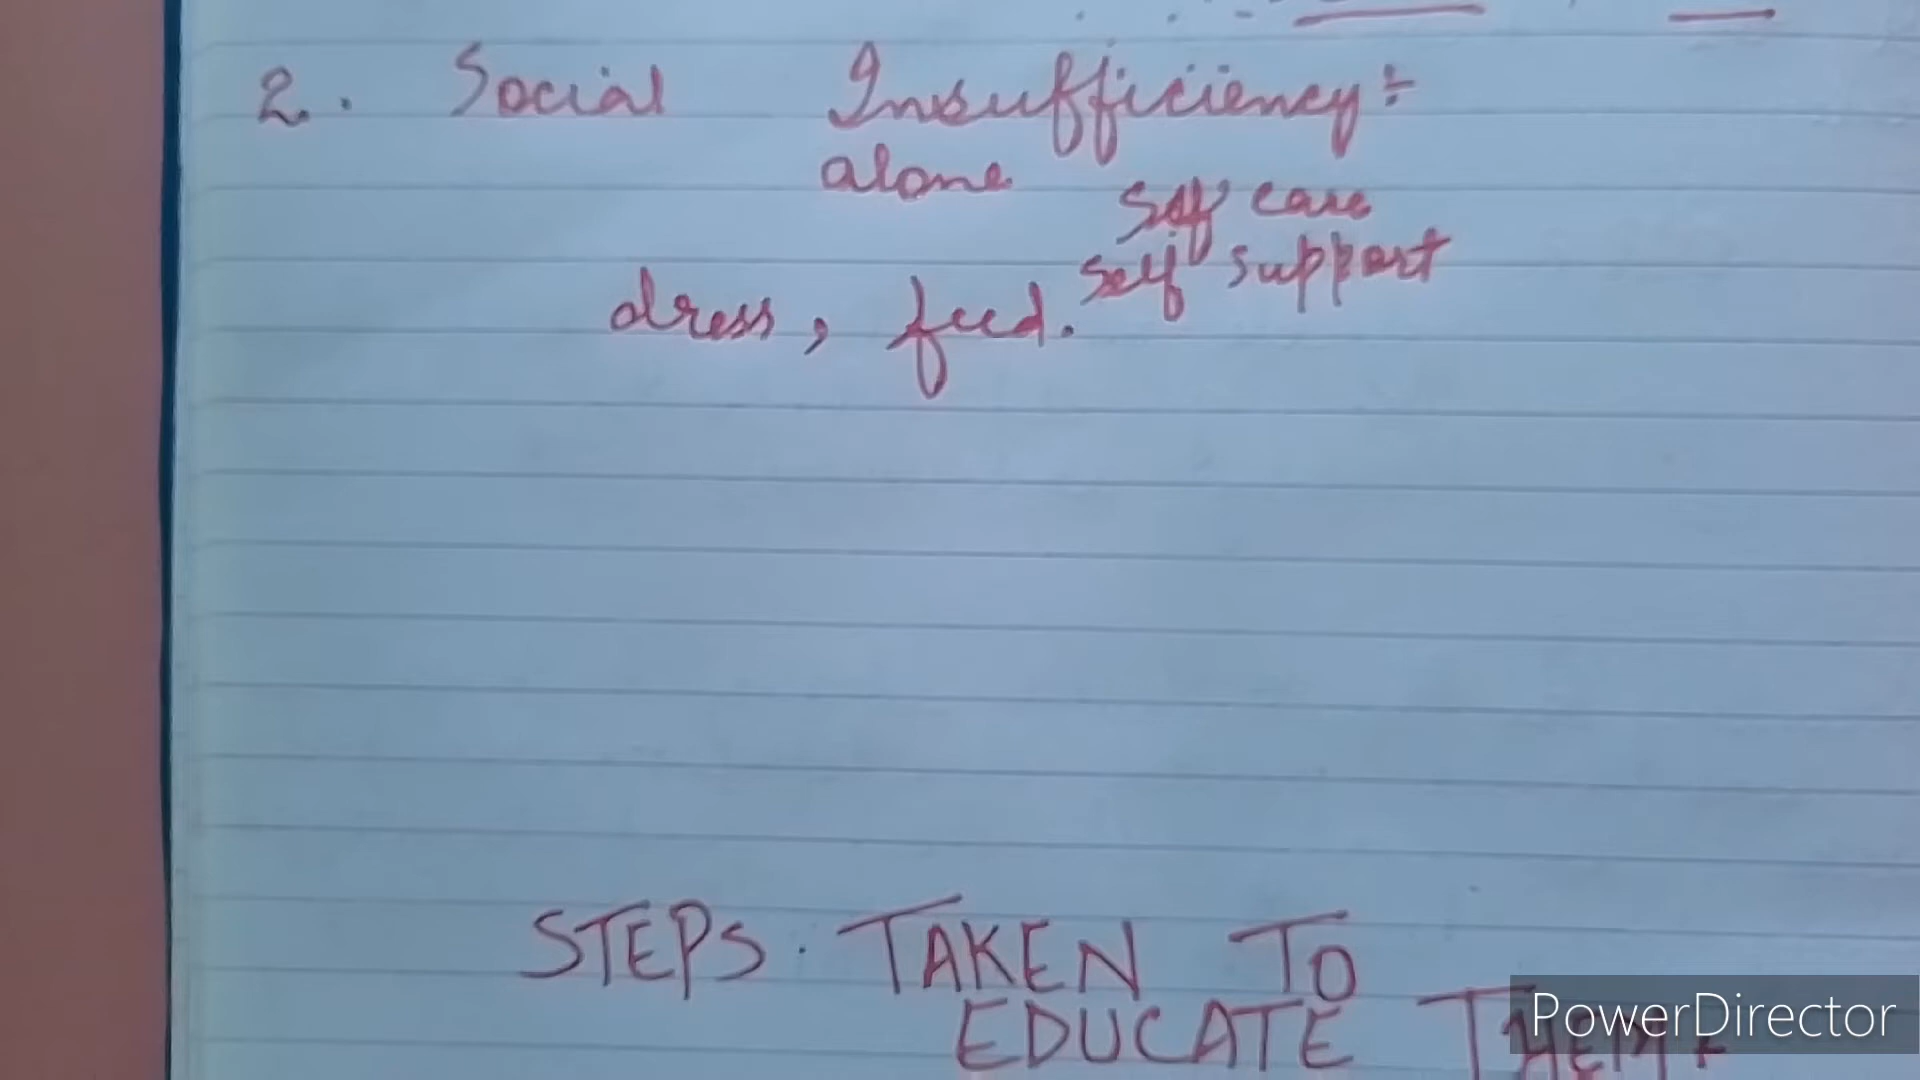 2. Social Insufficiency:
alone
self care
self support
dress, feed.
STEPS TAKEN TO
EDUCATE THEM:
PowerDirector